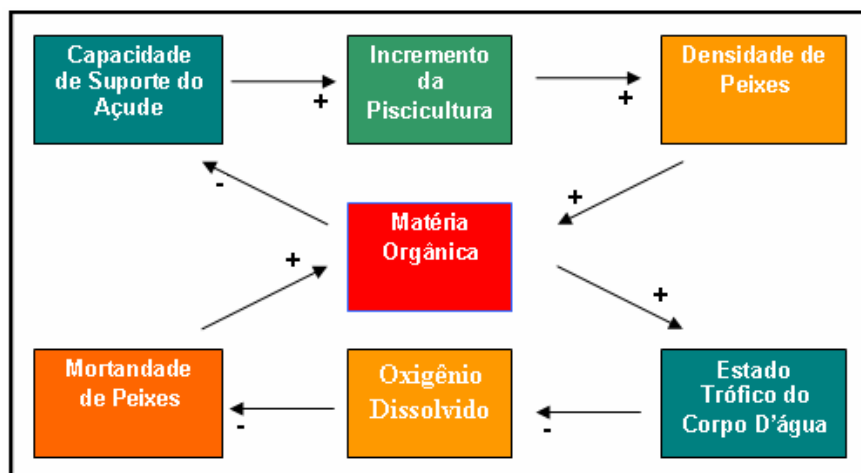 Capacidade
de Suporte do
Açude
+
Incremento
da
Piscicultura
+
Densidade de
Peixes
-
+
Matéria
Orgânica
+
+
Mortandade
de Peixes
-
Oxigênio
Dissolvido
-
Estado
Trófico do
Corpo D'água